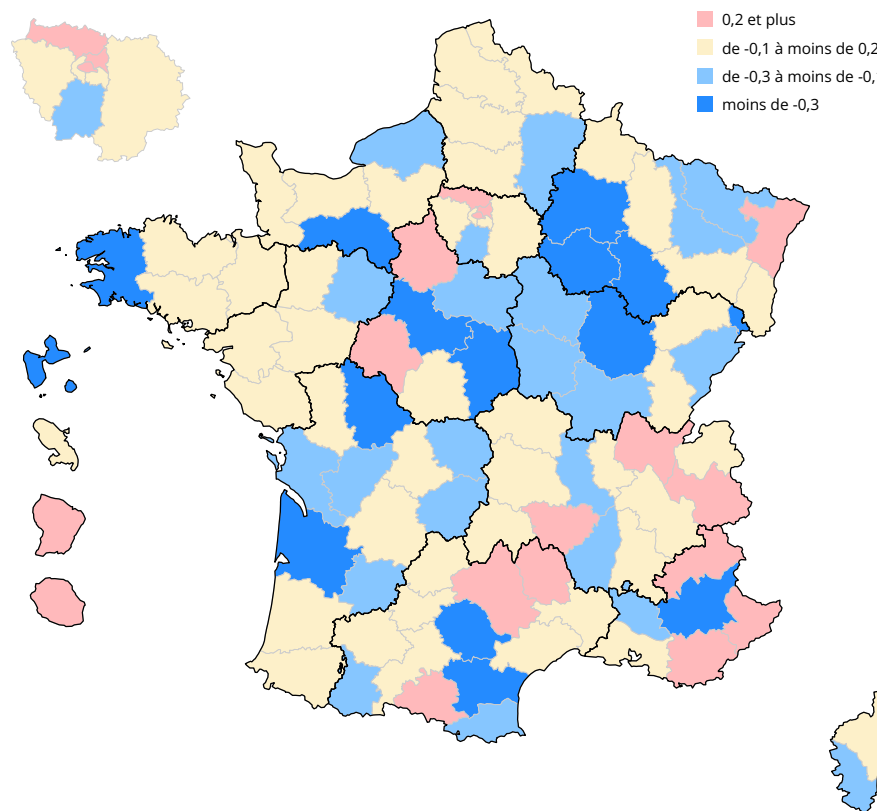 0,2 et plus
de -0,1 à moins de 0,2
de -0,3 à moins de -0,
moins de -0,3